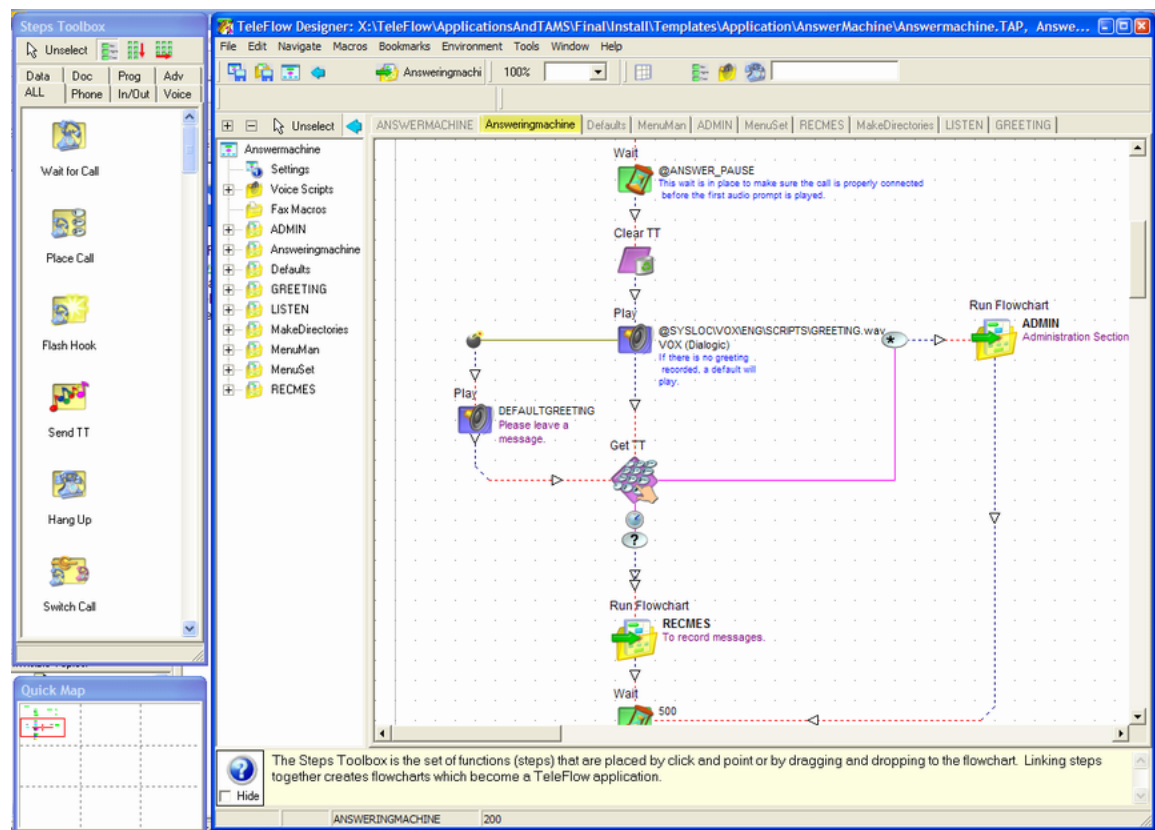 Steps Toolbox
Unselect
Data Doc Prog Adv
ALL Phone In/Out Voice
Wait for Call
Place Call
Flash Hook
Send TT
Hang Up
Switch Call
Quick Map
TeleFlow Designer: X:\TeleFlow\ApplicationsAndTAMS\Final\Install\Templates\Application\AnswerMachine\Answermachine.TAP, Answe...
File Edit Navigate Macros Bookmarks Environment Tools Window Help
Answeringmachi 100%
Unselect
ANSWERMACHINE Answeringmachine Defaults MenuMan ADMIN MenuSet RECMES MakeDirectories LISTEN GREETING
Answermachine
Settings
Voice Scripts
Fax Macros
ADMIN
Answeringmachine
Defaults
GREETING
LISTEN
MakeDirectories
MenuMan
MenuSet
RECMES
Wait
@ANSWER_PAUSE
This wait is in place to make sure the call is properly connected
before the first audio prompt is played.
Clear TT
Play
@SYSLOC\VOX\ENG\SCRIPTS\GREETING.wav
VOX (Dialogic)
If there is no greeting
recorded, a default will
play.
*
Run Flowchart
ADMIN
Administration Section
Play
DEFAULTGREETING
Please leave a
message.
Get TT
?
Run Flowchart
RECMES
To record messages.
Wait
500
The Steps Toolbox is the set of functions (steps) that are placed by click and point or by dragging and dropping to the flowchart. Linking steps
together creates flowcharts which become a TeleFlow application.
Hide
ANSWERINGMACHINE 200